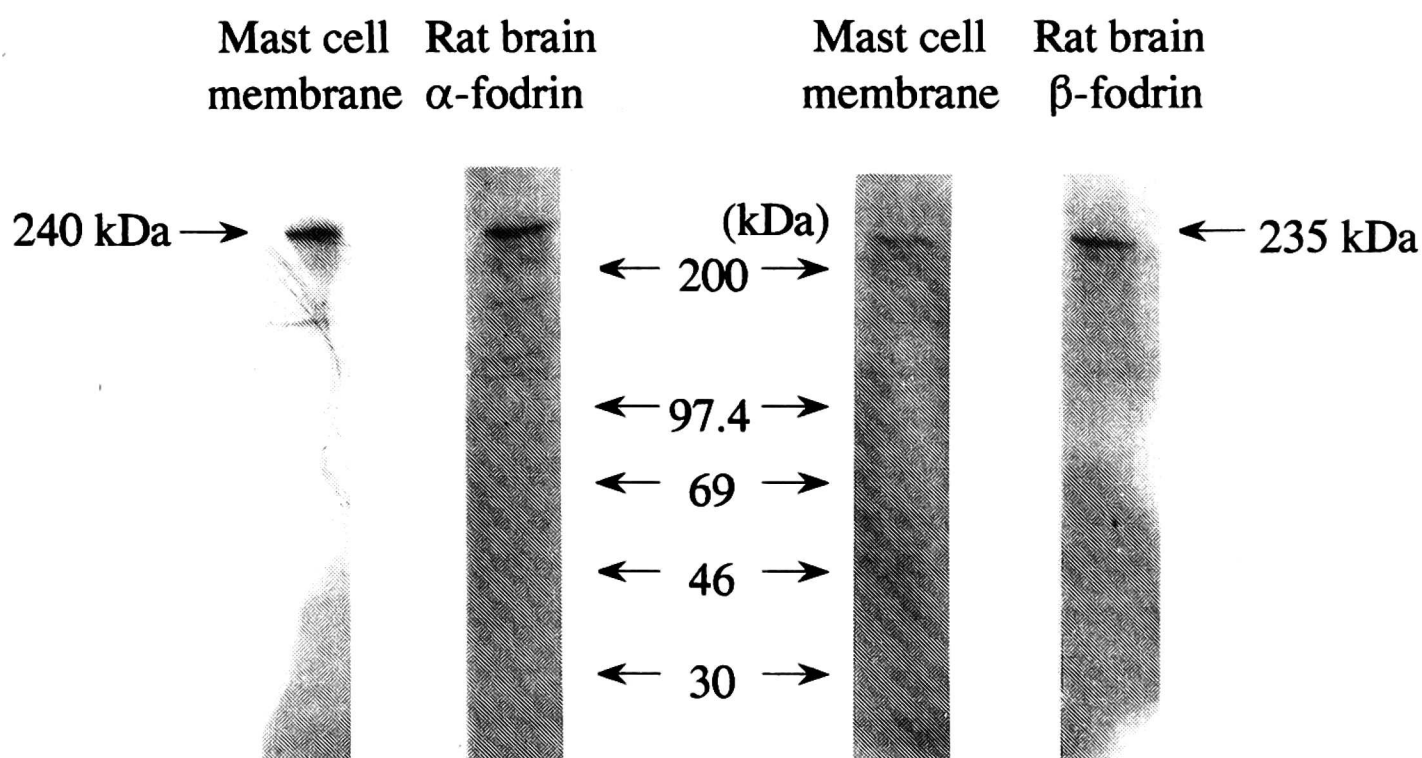 Mast cell Rat brain
membrane α-fodrin
Mast cell Rat brain
membrane β-fodrin
240 kDa
(kDa)
235 kDa
200
97.4
69
46
30